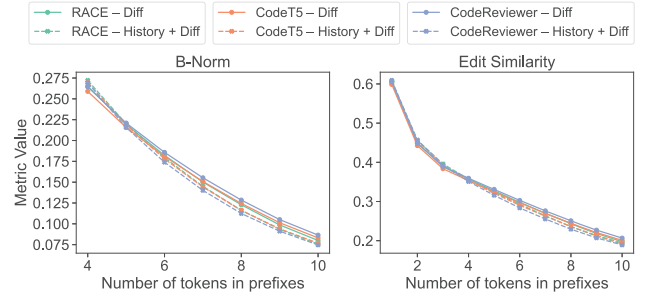 RACE – Diff
RACE – History + Diff
CodeT5 – Diff
CodeT5 – History + Diff
CodeReviewer – Diff
CodeReviewer – History + Diff
B-Norm
Metric Value
0.275
0.250
0.225
0.200
0.175
0.150
0.125
0.100
0.075
4 6 8 10
Number of tokens in prefixes
Edit Similarity
0.6
0.5
0.4
0.3
0.2
2 4 6 8 10
Number of tokens in prefixes